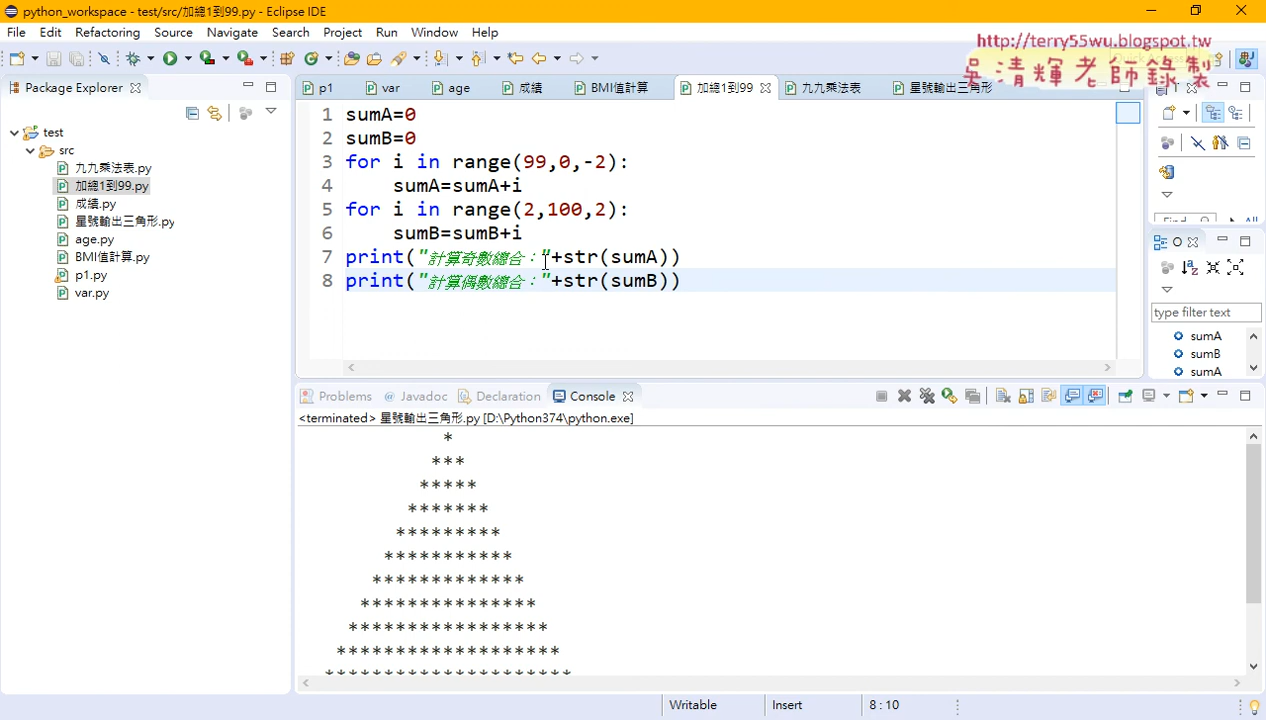 python_workspace - test/src/加總1到99.py - Eclipse IDE
File Edit Refactoring Source Navigate Search Project Run Window Help
http://terry55wu.blogspot.tw
吳清輝老師錄製
Package Explorer
p1 var age 成績 BMI值計算 加總1到99 九九乘法表 星號輸出三角形
test
src
九九乘法表.py
加總1到99.py
成績.py
星號輸出三角形.py
age.py
BMI值計算.py
p1.py
var.py
1 sumA=0
2 sumB=0
3 for i in range(99,0,-2):
4 sumA=sumA+i
5 for i in range(2,100,2):
6 sumB=sumB+i
7 print("計算奇數總合："+str(sumA))
8 print("計算偶數總合："+str(sumB))
O
type filter text
sumA
sumB
sumA
Problems Javadoc Declaration Console
<terminated> 星號輸出三角形.py [D:\Python374\python.exe]
*
***
*****
*******
*********
***********
*************
***************
*****************
*******************
*********************
Writable Insert 8 : 10